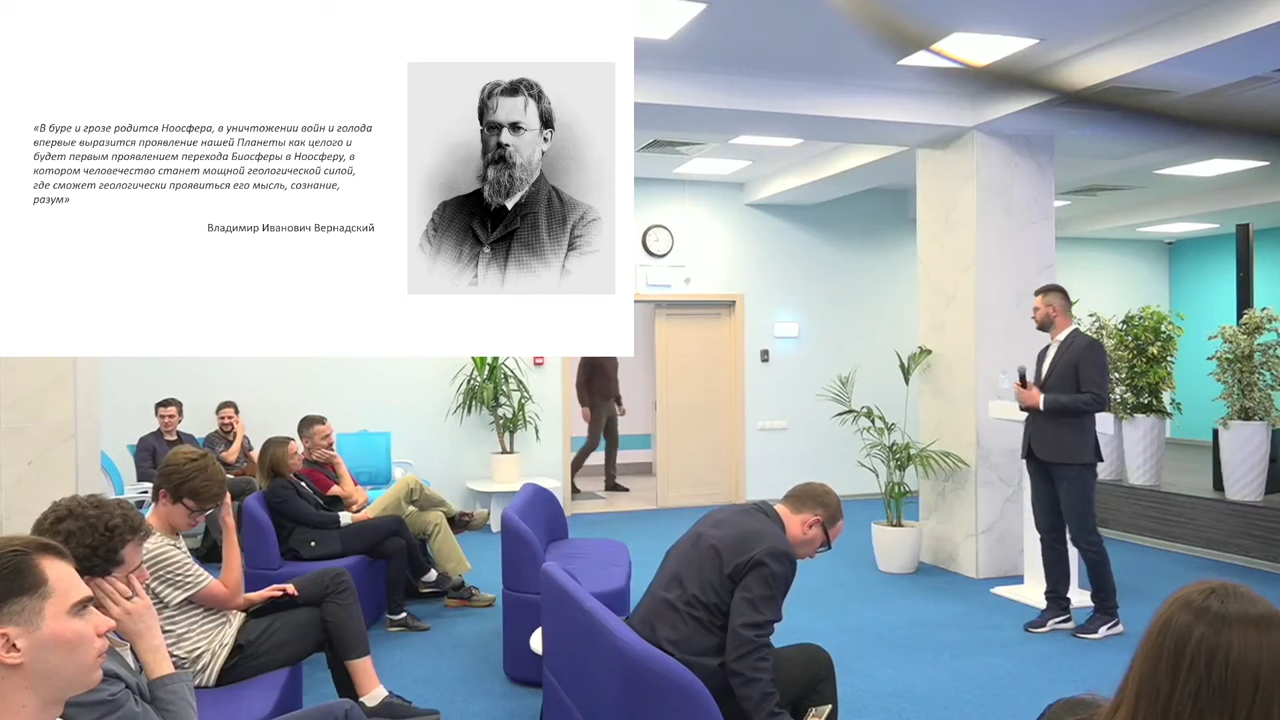 «В буре и грозе родится Ноосфера, в уничтожении войн и голода
впервые выразится проявление нашей Планеты как целого и
будет первым проявлением перехода Биосферы в Ноосферу, в
котором человечество станет мощной геологической силой,
где сможет геологически проявиться его мысль, сознание,
разум»
Владимир Иванович Вернадский